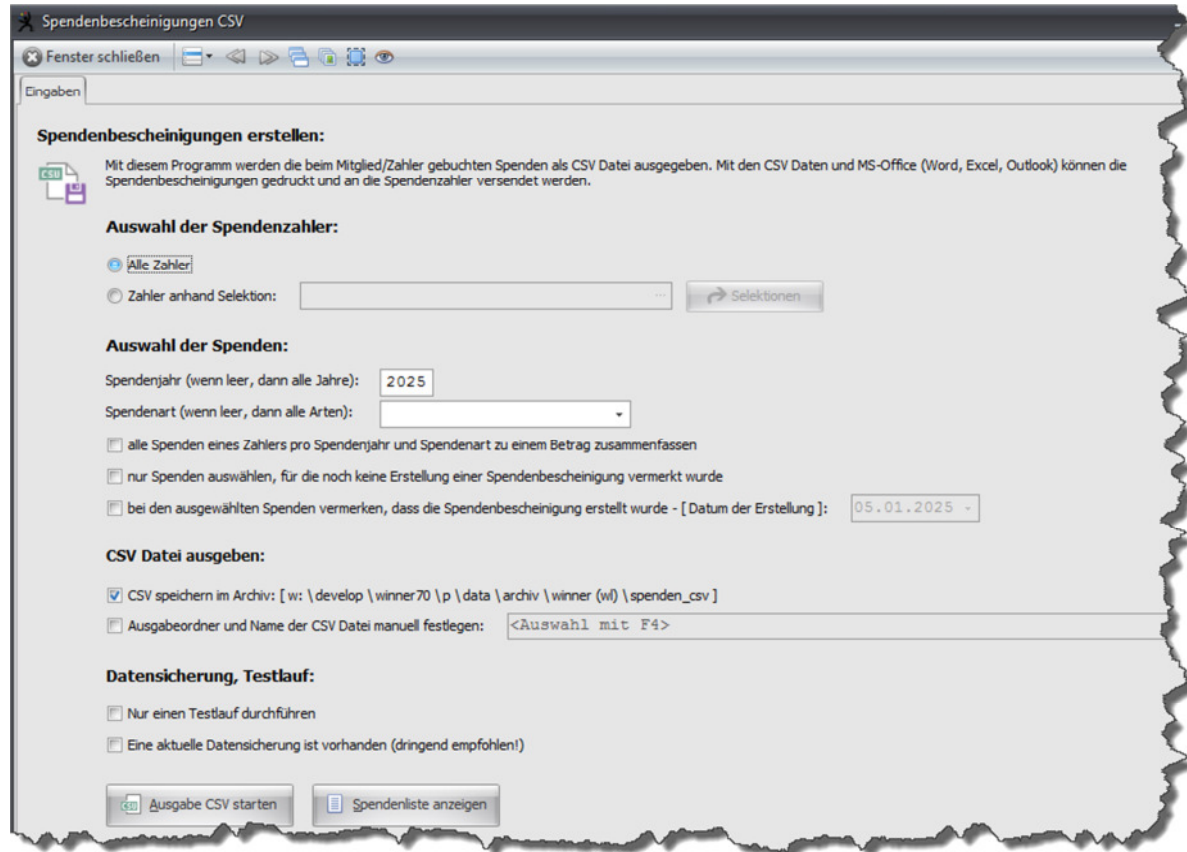 Spendenbescheinigungen CSV
Fenster schließen
Eingaben
Spendenbescheinigungen erstellen:
CSV
Mit diesem Programm werden die beim Mitglied/Zahler gebuchten Spenden als CSV Datei ausgegeben. Mit den CSV Daten und MS-Office (Word, Excel, Outlook) können die
Spendenbescheinigungen gedruckt und an die Spendenzahler versendet werden.
Auswahl der Spendenzahler:
Alle Zahler
Zahler anhand Selektion: ... Selektionen
Auswahl der Spenden:
Spendenjahr (wenn leer, dann alle Jahre): 2025
Spendenart (wenn leer, dann alle Arten):
alle Spenden eines Zahlers pro Spendenjahr und Spendenart zu einem Betrag zusammenfassen
nur Spenden auswählen, für die noch keine Erstellung einer Spendenbescheinigung vermerkt wurde
bei den ausgewählten Spenden vermerken, dass die Spendenbescheinigung erstellt wurde - [ Datum der Erstellung ]: 05.01.2025
CSV Datei ausgeben:
CSV speichern im Archiv: [ w: \develop \winner70 \p \data \archiv \winner (wl) \spenden_csv ]
Ausgabeordner und Name der CSV Datei manuell festlegen: <Auswahl mit F4>
Datensicherung, Testlauf:
Nur einen Testlauf durchführen
Eine aktuelle Datensicherung ist vorhanden (dringend empfohlen!)
CSV Ausgabe CSV starten Spendenliste anzeigen